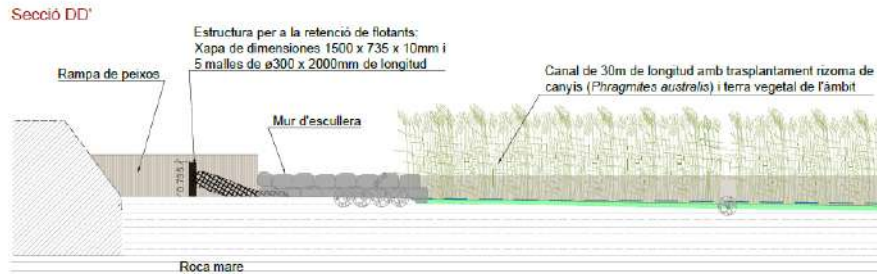 Secció DD'
Estructura per a la retenció de flotants:
Xapa de dimensiones 1500 x 735 x 10mm i
5 malles de ø300 x 2000mm de longitud
Rampa de peixos
Canal de 30m de longitud amb trasplantament rizoma de
canyís (Phragmites australis) i terra vegetal de l'àmbit
Mur d'escullera
0.735
Roca mare